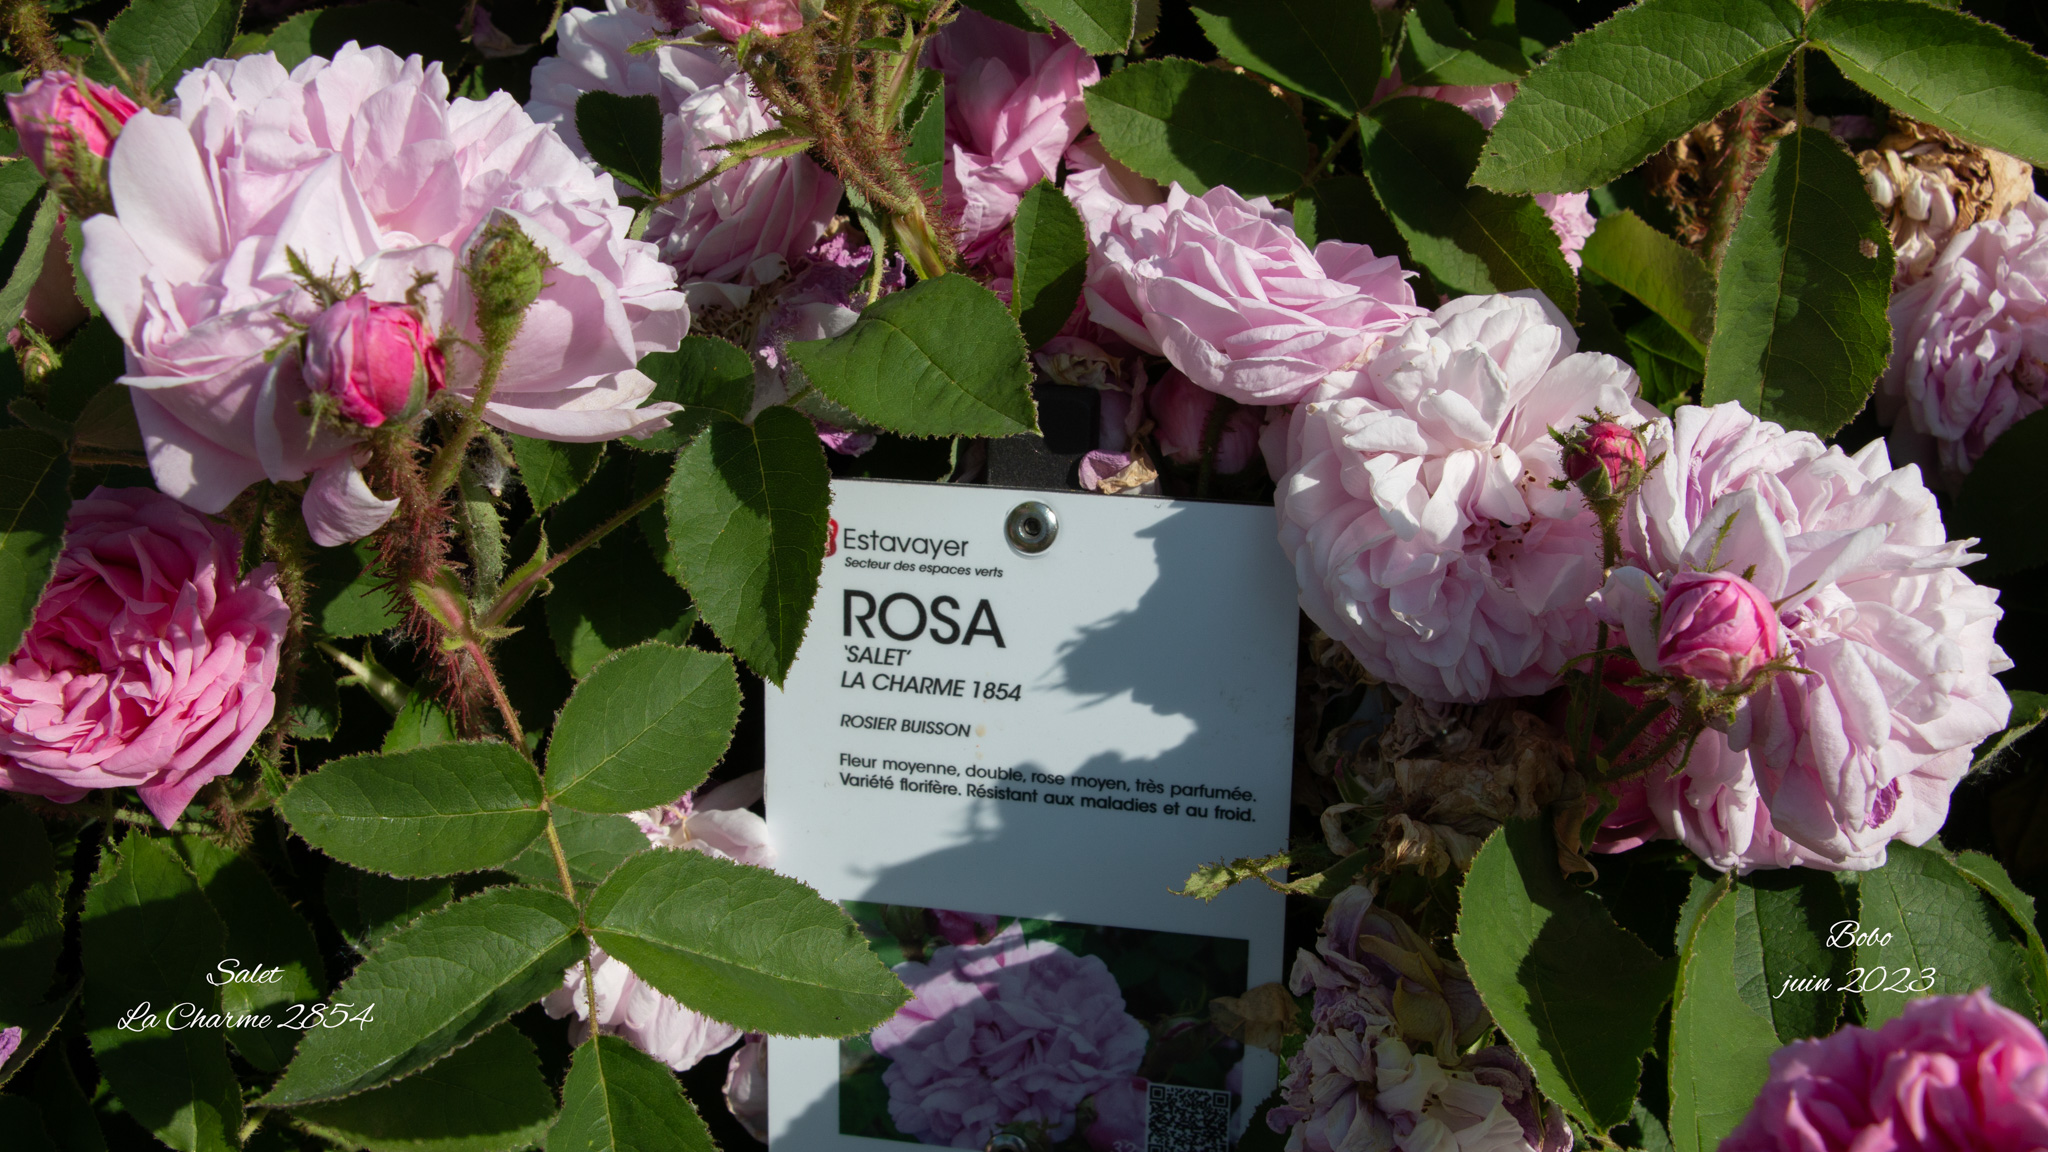 Estavayer
Secteur des espaces verts
ROSA
‘SALET’
LA CHARME 1854
ROSIER BUISSON
Fleur moyenne, double, rose moyen, très parfumée.
Variété florifère. Résistant aux maladies et au froid.
Salet
La Charme 2854
Bobo
juin 2023